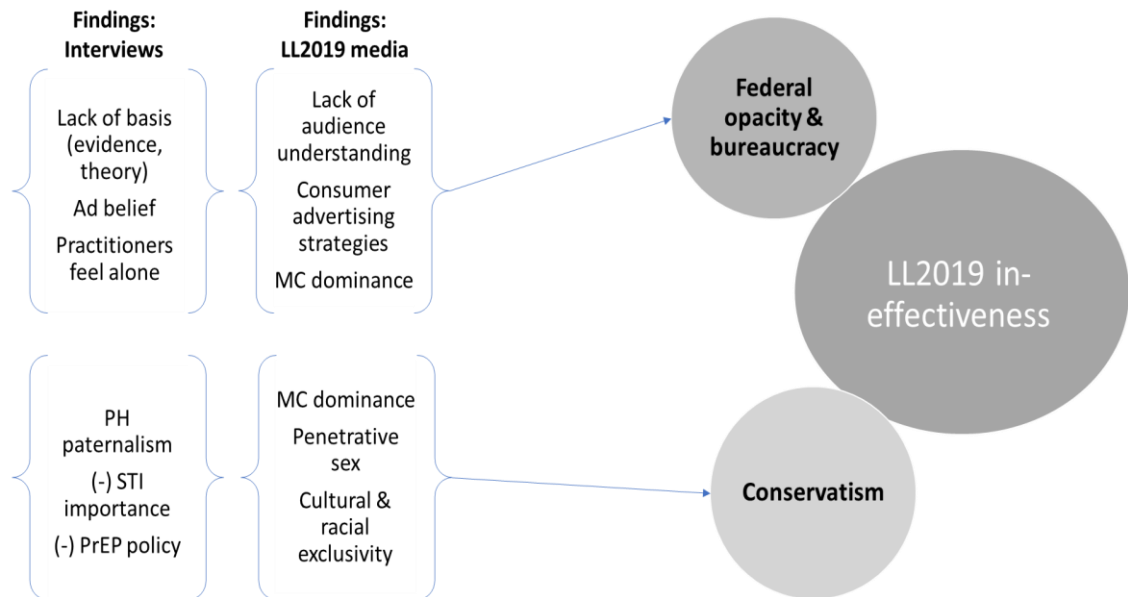 Findings:
Interviews
Findings:
LL2019 media
Lack of basis
(evidence,
theory)
Ad belief
Practitioners
feel alone
Lack of
audience
understanding
Consumer
advertising
strategies
MC dominance
Federal
opacity &
bureaucracy
LL2019 in-
effectiveness
PH
paternalism
(-) STI
importance
(-) PrEP policy
MC dominance
Penetrative
sex
Cultural &
racial
exclusivity
Conservatism